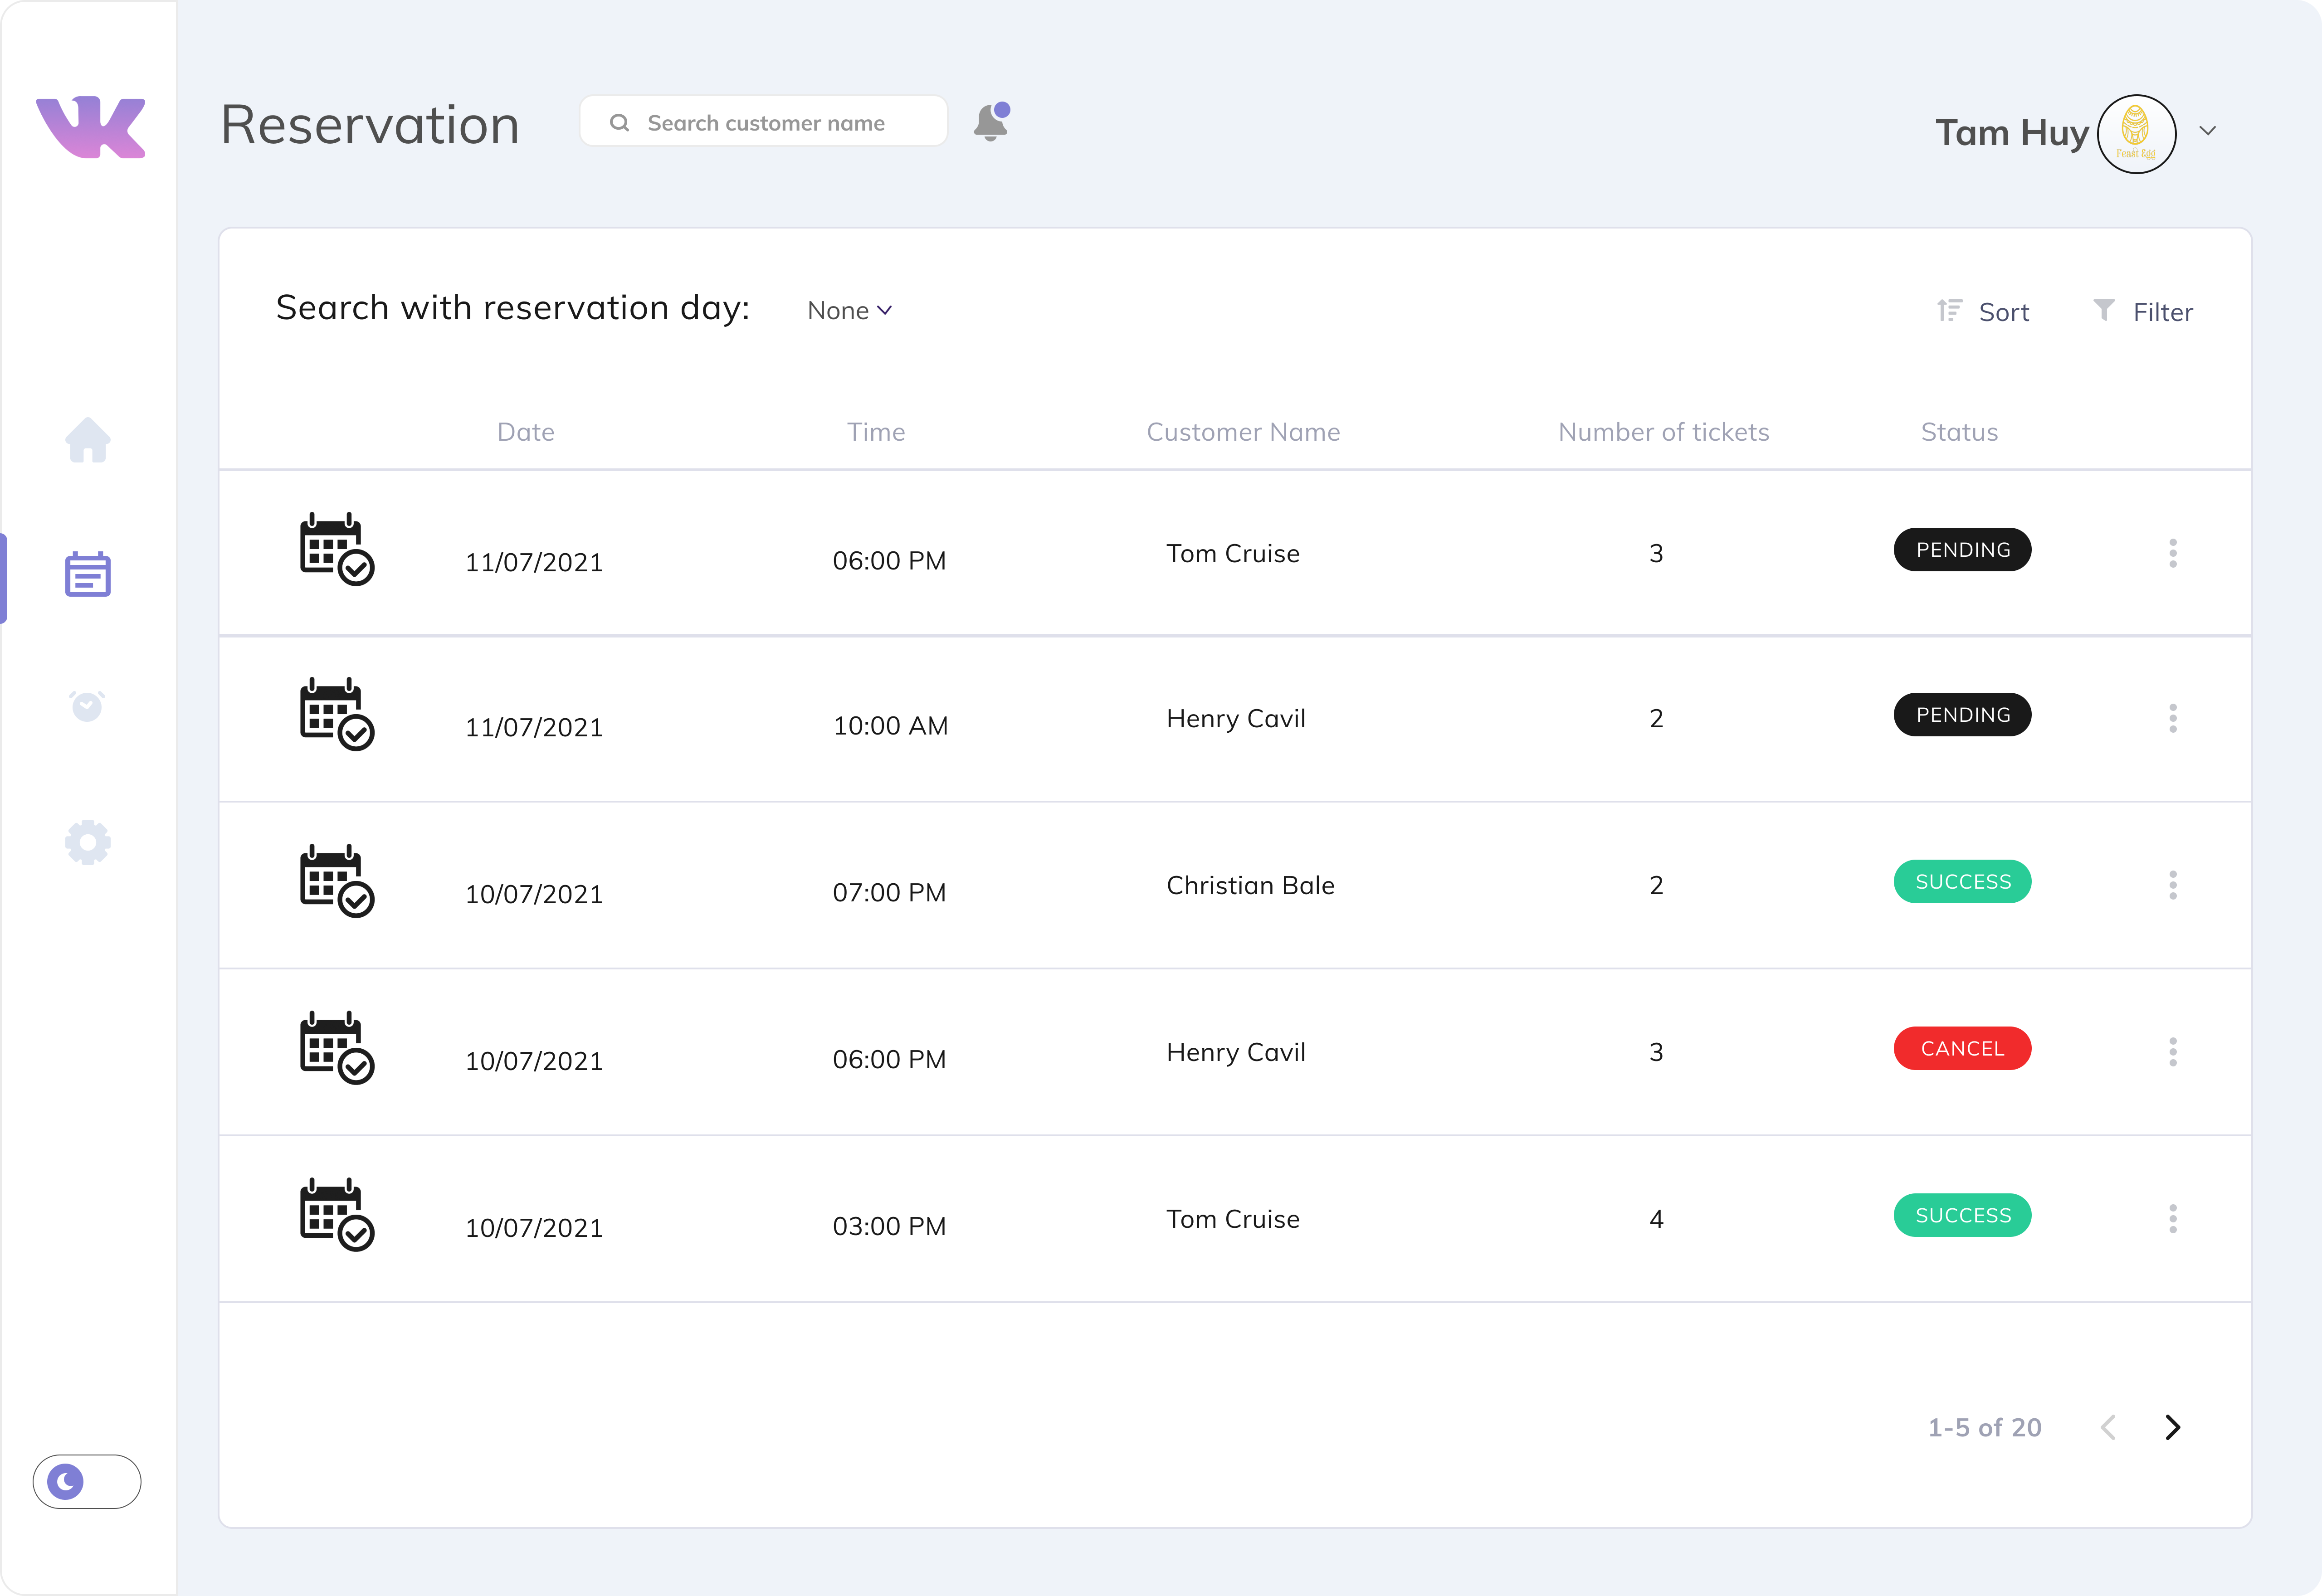 Reservation
Search customer name
Tam Huy
Feast Egg
Search with reservation day:
None
Sort
Filter
Date Time Customer Name Number of tickets Status
11/07/2021 06:00 PM Tom Cruise 3 PENDING
11/07/2021 10:00 AM Henry Cavil 2 PENDING
10/07/2021 07:00 PM Christian Bale 2 SUCCESS
10/07/2021 06:00 PM Henry Cavil 3 CANCEL
10/07/2021 03:00 PM Tom Cruise 4 SUCCESS
1-5 of 20